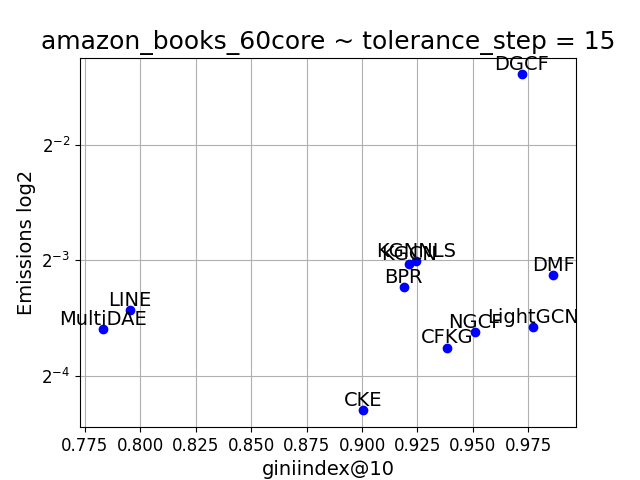 amazon_books_60core ~ tolerance_step = 15
DGCF
2^-2
KGNNLS
KGCN
2^-3
DMF
BPR
LINE
MultiDAE
LightGCN
NGCF
CFKG
2^-4
CKE
Emissions log2
0.775 0.800 0.825 0.850 0.875 0.900 0.925 0.950 0.975
giniindex@10